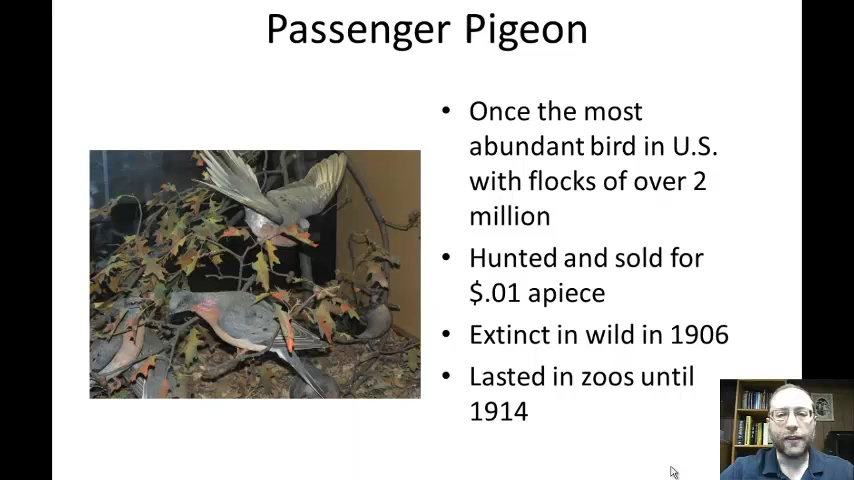 Passenger Pigeon
• Once the most
abundant bird in U.S.
with flocks of over 2
million
• Hunted and sold for
$.01 apiece
• Extinct in wild in 1906
• Lasted in zoos until
1914